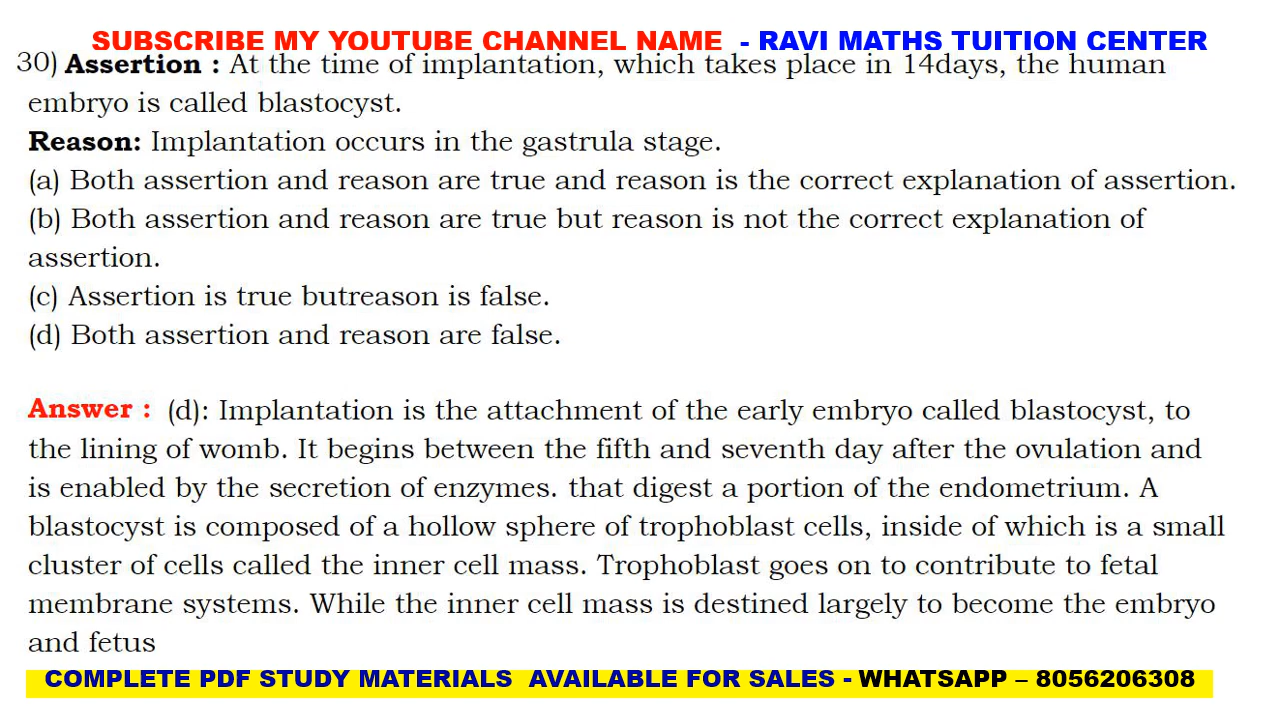 SUBSCRIBE MY YOUTUBE CHANNEL NAME - RAVI MATHS TUITION CENTER
30) Assertion : At the time of implantation, which takes place in 14days, the human
embryo is called blastocyst.
Reason: Implantation occurs in the gastrula stage.
(a) Both assertion and reason are true and reason is the correct explanation of assertion.
(b) Both assertion and reason are true but reason is not the correct explanation of
assertion.
(c) Assertion is true butreason is false.
(d) Both assertion and reason are false.
Answer : (d): Implantation is the attachment of the early embryo called blastocyst, to
the lining of womb. It begins between the fifth and seventh day after the ovulation and
is enabled by the secretion of enzymes. that digest a portion of the endometrium. A
blastocyst is composed of a hollow sphere of trophoblast cells, inside of which is a small
cluster of cells called the inner cell mass. Trophoblast goes on to contribute to fetal
membrane systems. While the inner cell mass is destined largely to become the embryo
and fetus
COMPLETE PDF STUDY MATERIALS AVAILABLE FOR SALES - WHATSAPP – 8056206308